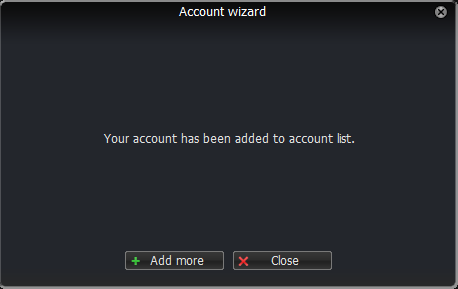 Account wizard
Your account has been added to account list.
Add more
Close